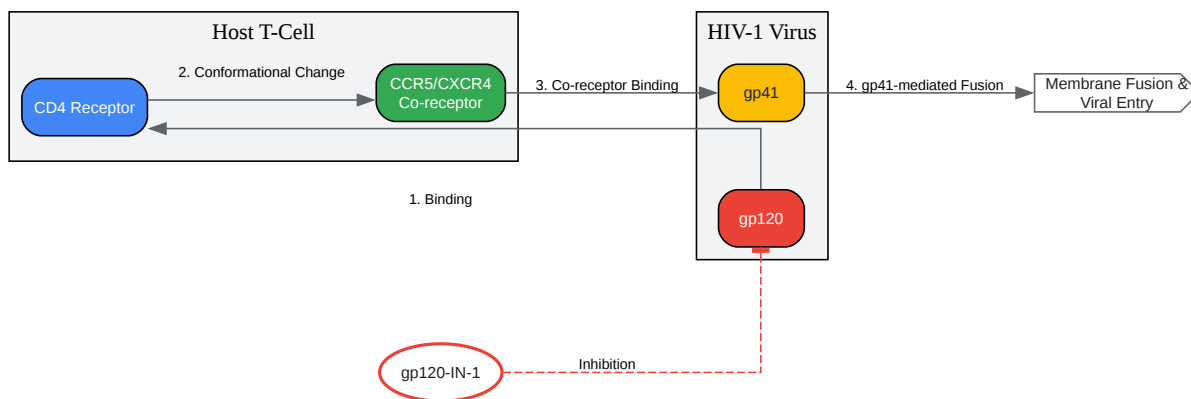 Host T-Cell
HIV-1 Virus
2. Conformational Change
CD4 Receptor
CCR5/CXCR4
Co-receptor
3. Co-receptor Binding
gp41
4. gp41-mediated Fusion
Membrane Fusion &
Viral Entry
1. Binding
gp120
Inhibition
gp120-IN-1